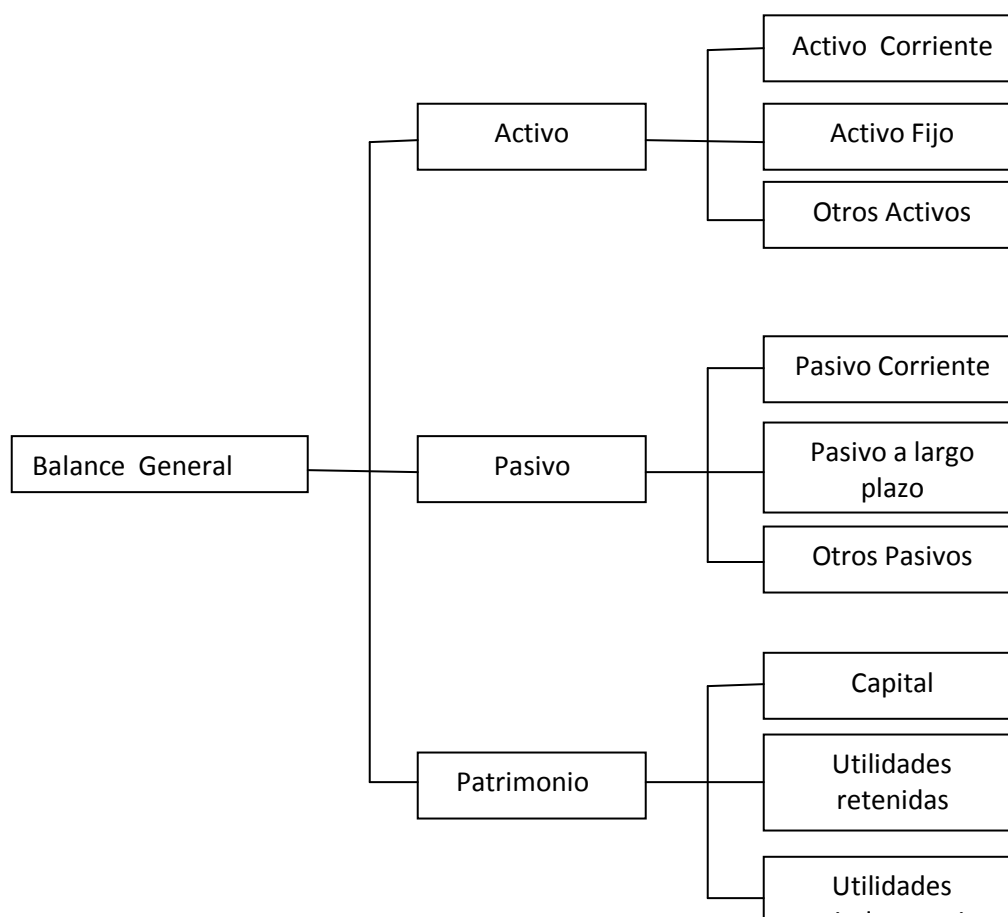 Activo Corriente
Activo
Activo Fijo
Otros Activos
Pasivo Corriente
Balance General
Pasivo
Pasivo a largo
plazo
Otros Pasivos
Capital
Patrimonio
Utilidades
retenidas
Utilidades